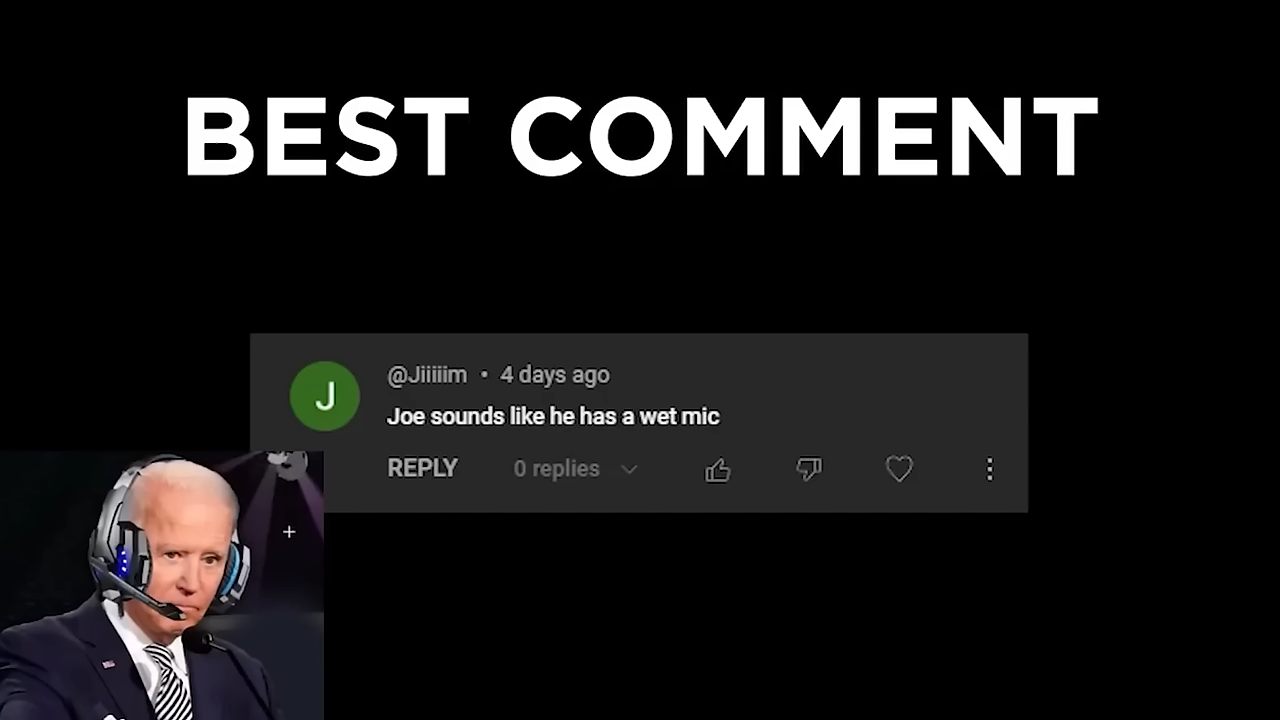 BEST COMMENT
@Jiiiiim • 4 days ago
Joe sounds like he has a wet mic
REPLY 0 replies